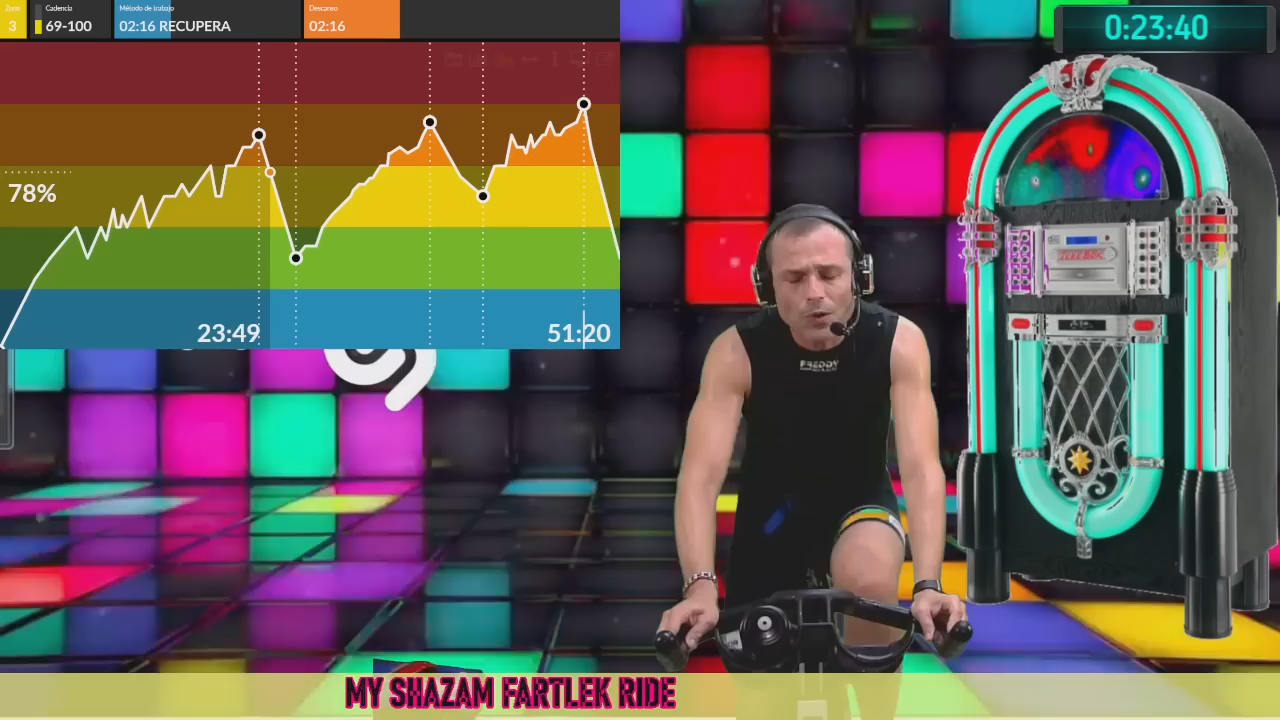 Zona
3
Cadencia
69-100
Método de trabajo
02:16 RECUPERA
Descanso
02:16
0:23:40
78%
23:49
51:20
FREDDY
MY SHAZAM FARTLEK RIDE